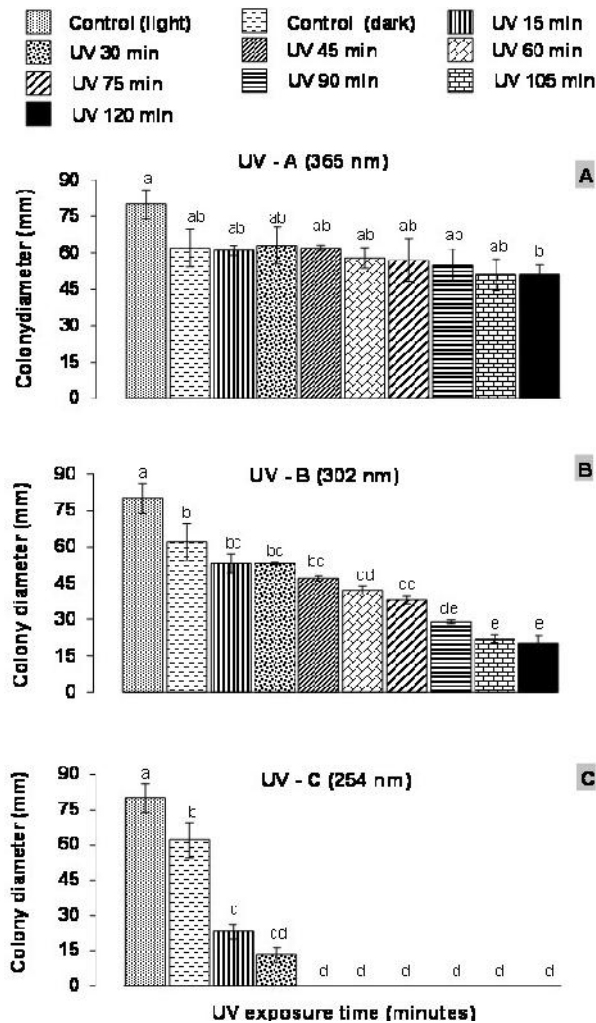 Control (light) Control (dark) UV 15 min
UV 30 min UV 45 min UV 60 min
UV 75 min UV 90 min UV 105 min
UV 120 min
UV - A (365 nm)
A
Colonydiameter (mm)
90
75
60
45
30
15
0
a ab ab ab ab ab ab ab ab b
UV - B (302 nm)
B
Colony diameter (mm)
90
75
60
45
30
15
0
a b bc bc bc cd cc de e e
UV - C (254 nm)
C
Colony diameter (mm)
90
75
60
45
30
15
0
a b c cd d d d d d d
UV exposure time (minutes)